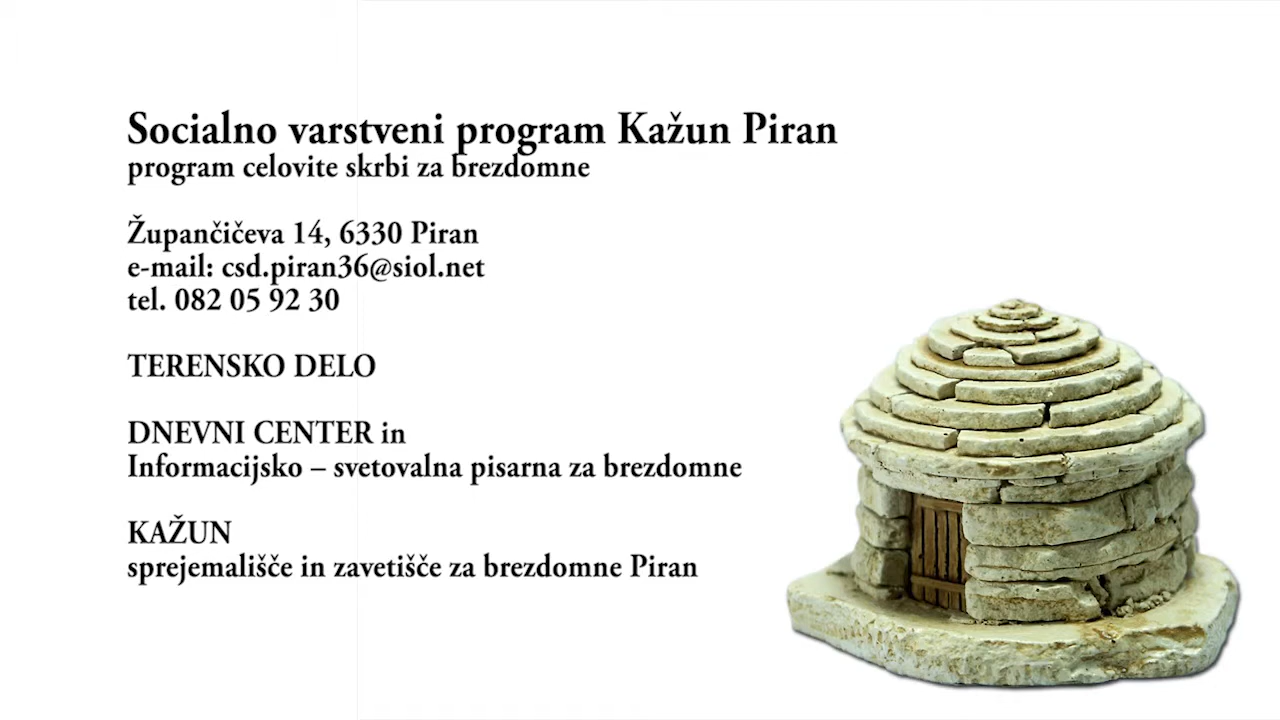 Socialno varstveni program Kažun Piran
program celovite skrbi za brezdomne
Župančičeva 14, 6330 Piran
e-mail: csd.piran36@siol.net
tel. 082 05 92 30
TERENSKO DELO
DNEVNI CENTER in
Informacijsko – svetovalna pisarna za brezdomne
KAŽUN
sprejemališče in zavetišče za brezdomne Piran